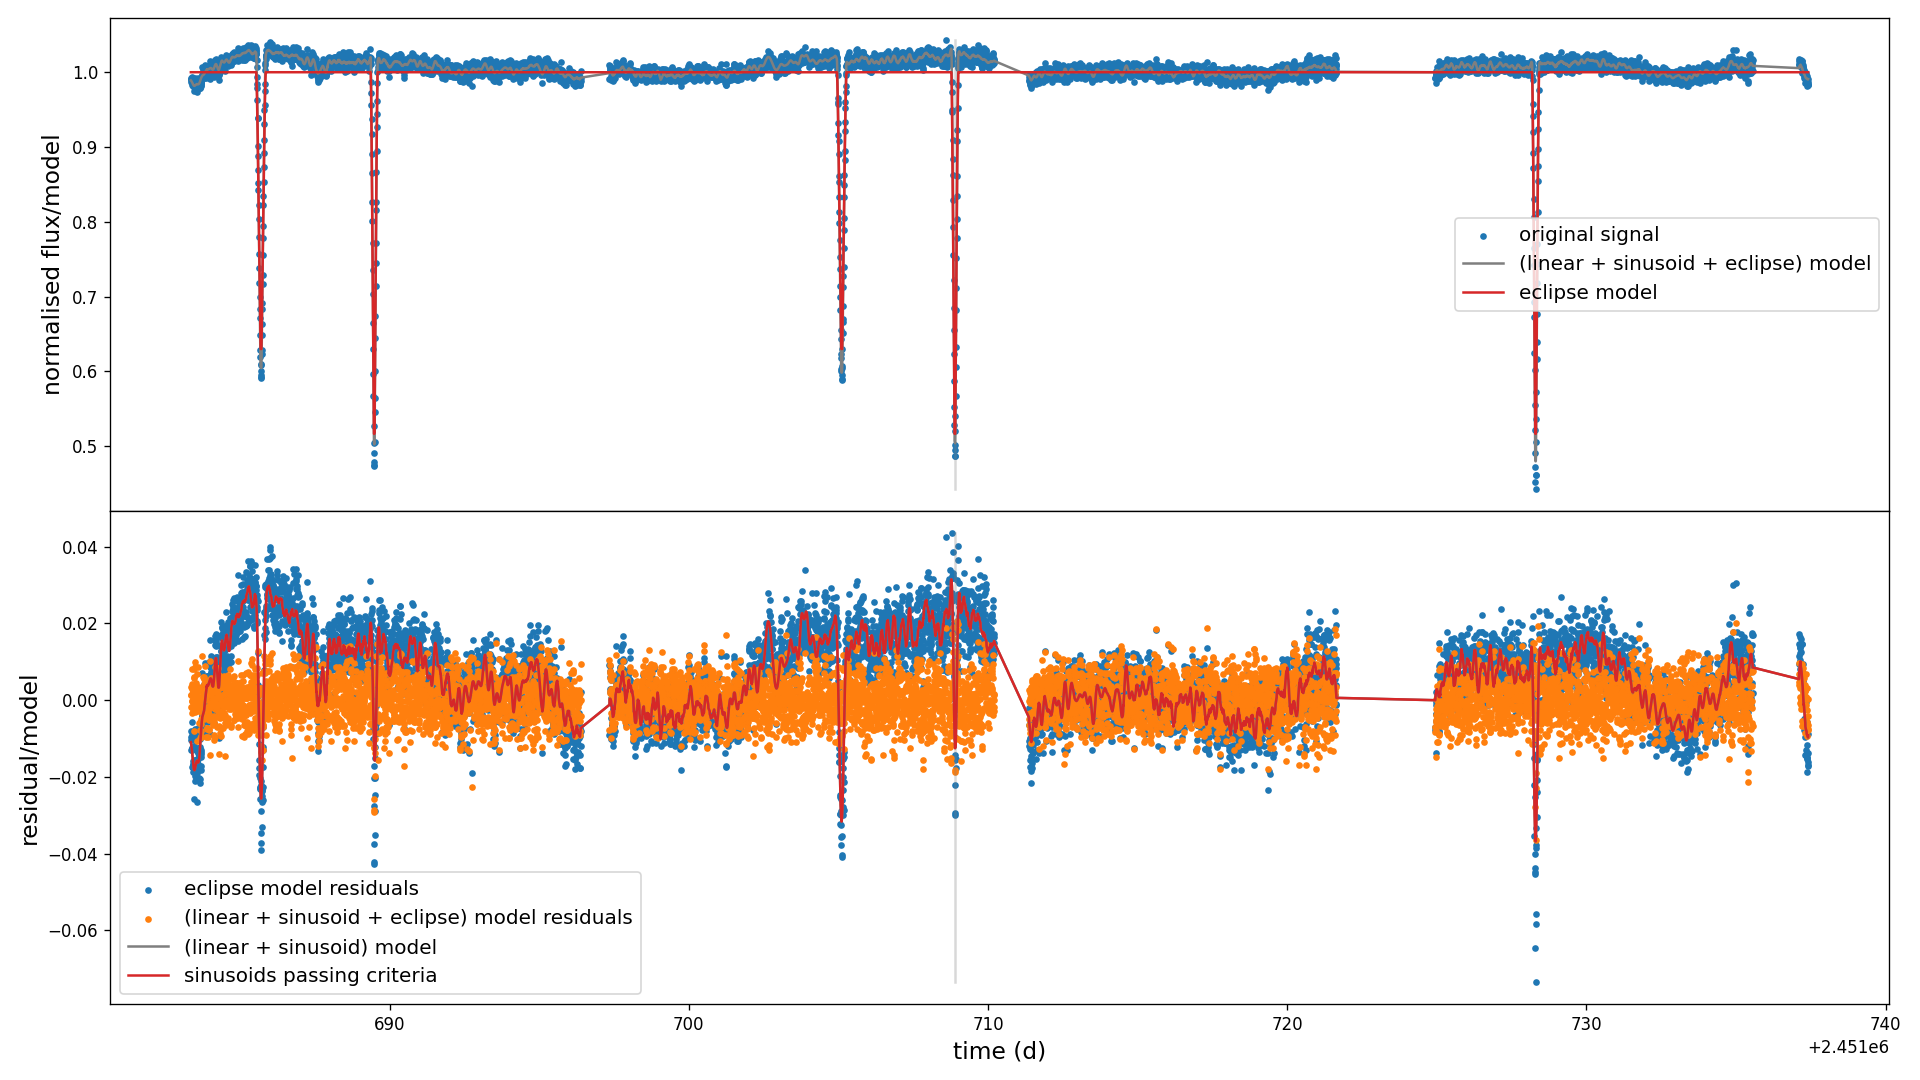 normalised flux/model
1.0
0.9
0.8
0.7
0.6
0.5
original signal
(linear + sinusoid + eclipse) model
eclipse model
residual/model
0.04
0.02
0.00
−0.02
−0.04
−0.06
eclipse model residuals
(linear + sinusoid + eclipse) model residuals
(linear + sinusoid) model
sinusoids passing criteria
690 700 710 720 730 740
time (d)
+2.451e6